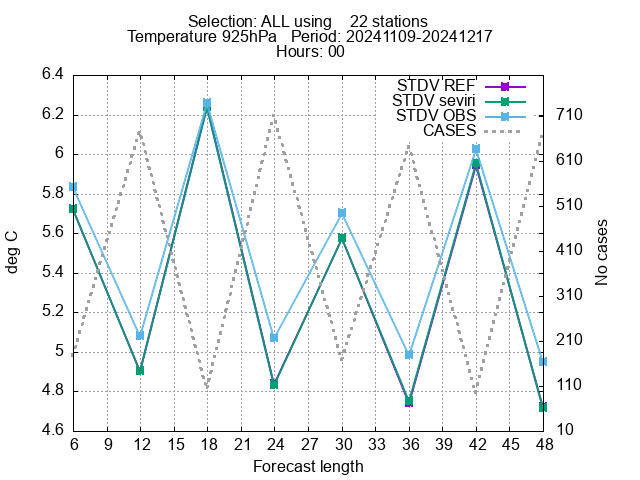 Selection: ALL using    22 stations
Temperature 925hPa   Period: 20241109-20241217
Hours: 00
STDV REF
STDV seviri
STDV OBS
CASES
6.4
6.2
6
5.8
5.6
5.4
5.2
5
4.8
4.6
deg C
710
610
510
410
310
210
110
10
No cases
6 9 12 15 18 21 24 27 30 33 36 39 42 45 48
Forecast length